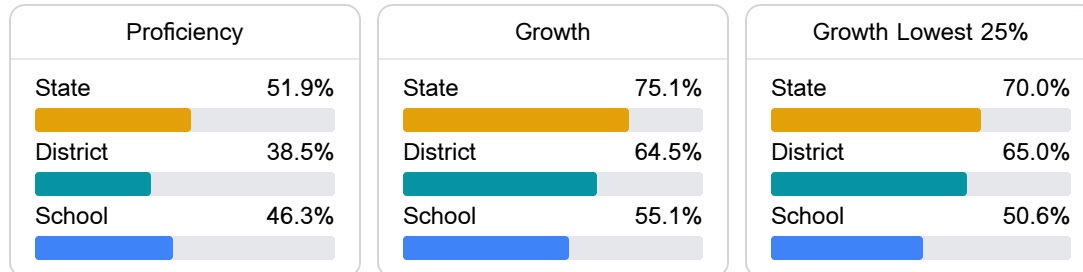 Proficiency
State 51.9%
District 38.5%
School 46.3%
Growth
State 75.1%
District 64.5%
School 55.1%
Growth Lowest 25%
State 70.0%
District 65.0%
School 50.6%